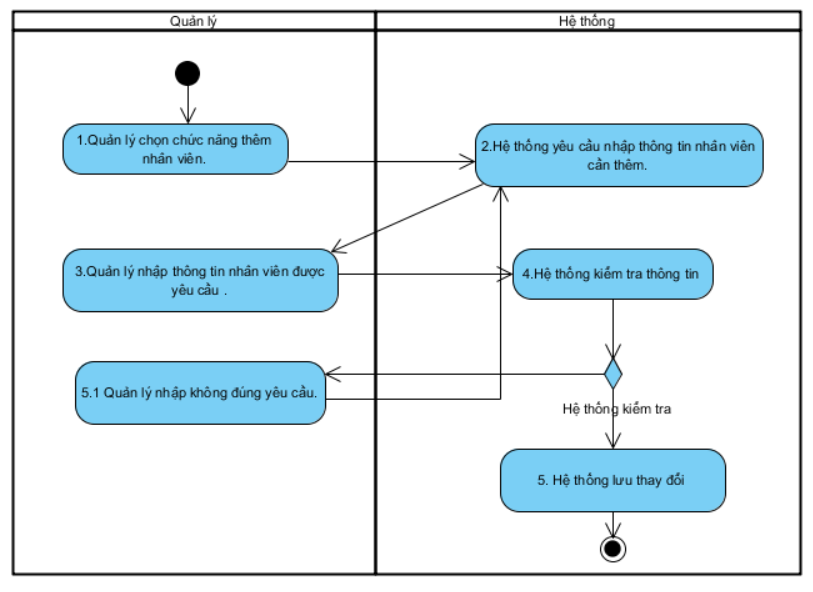 Quản lý
Hệ thống
1.Quản lý chọn chức năng thêm
nhân viên.
2.Hệ thống yêu cầu nhập thông tin nhân viên
cần thêm.
3.Quản lý nhập thông tin nhân viên được
yêu cầu .
4.Hệ thống kiểm tra thông tin
5.1 Quản lý nhập không đúng yêu cầu.
Hệ thống kiểm tra
5. Hệ thống lưu thay đổi